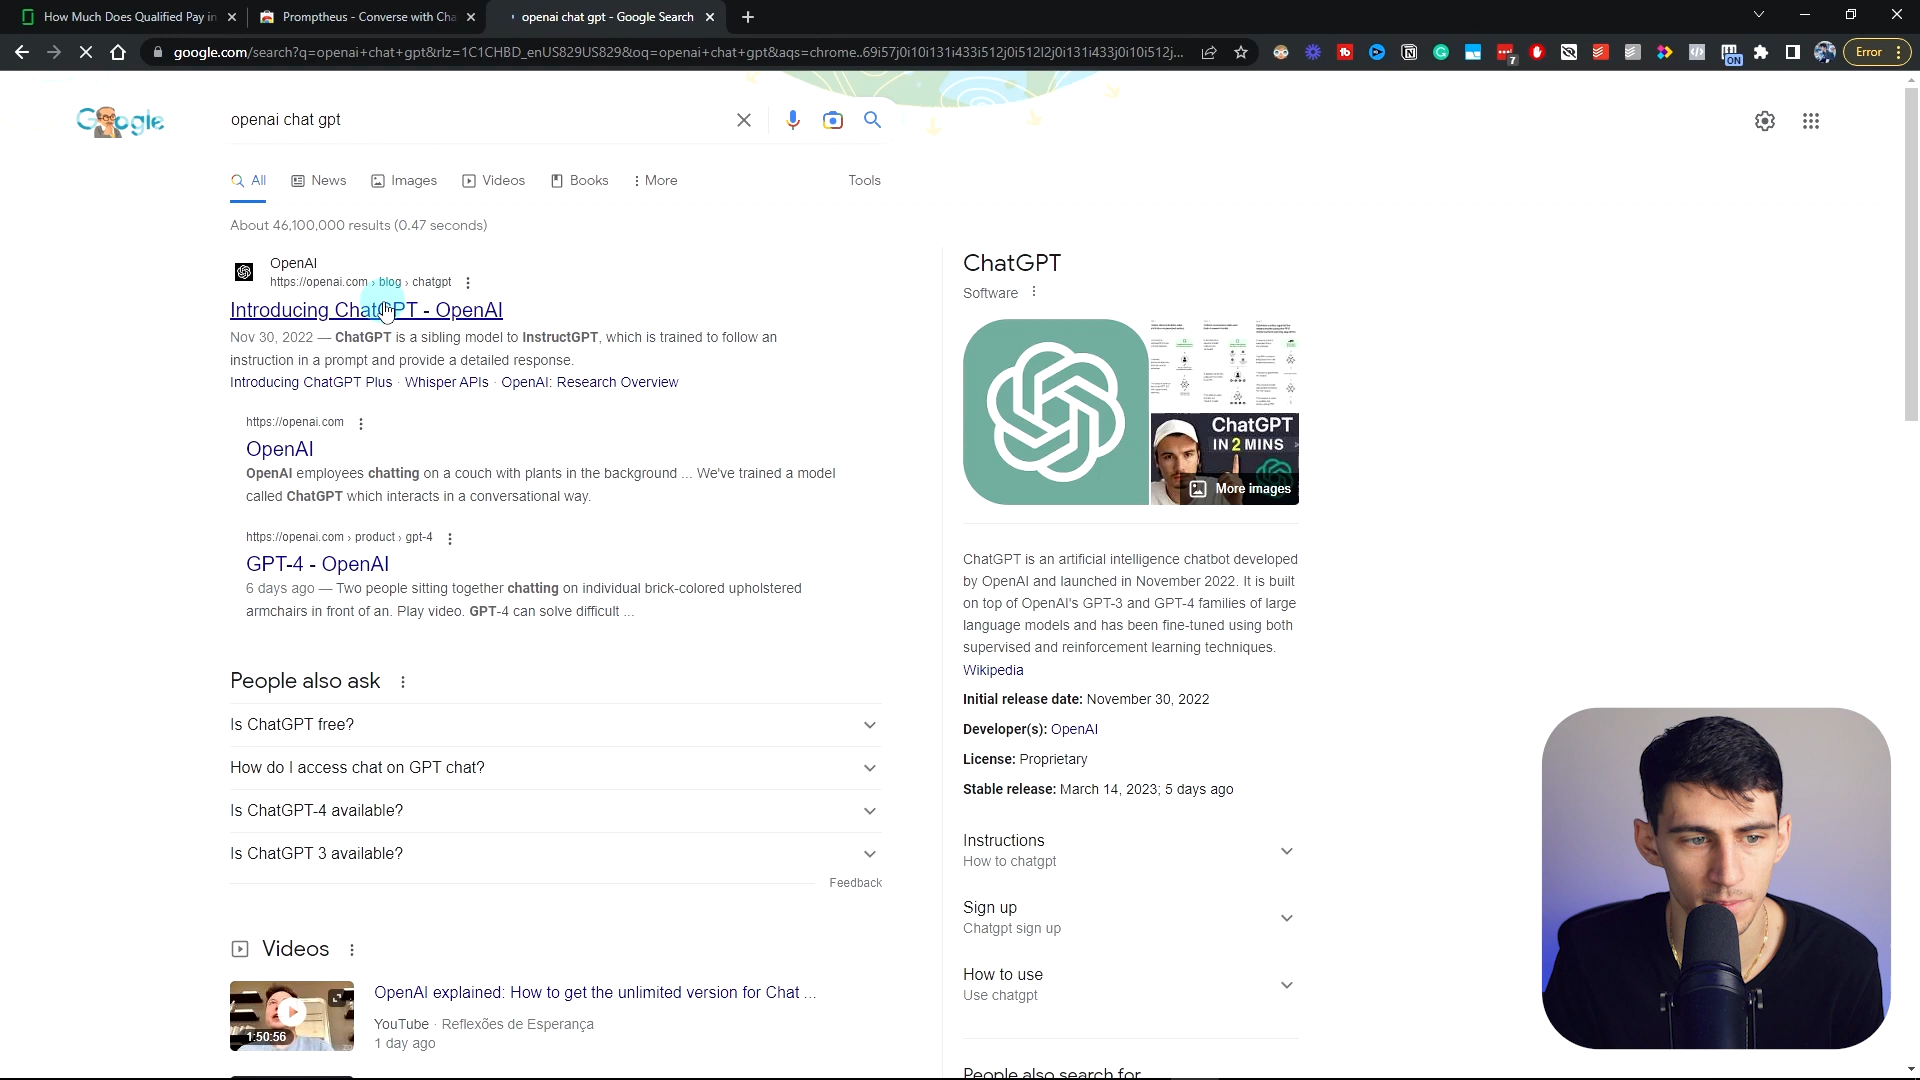 How Much Does Qualified Pay in
Promptheus - Converse with Cha
openai chat gpt - Google Search
google.com/search?q=openai+chat+gpt&rlz=1C1CHBD_enUS829US829&oq=openai+chat+gpt&aqs=chrome..69i57j0i10i131i433i512j0i512l2j0i131i433j0i10i512j...
7
ON
Error
Google
openai chat gpt
All
News
Images
Videos
Books
More
Tools
About 46,100,000 results (0.47 seconds)
OpenAI
https://openai.com › blog › chatgpt
Introducing ChatGPT - OpenAI
Nov 30, 2022 — ChatGPT is a sibling model to InstructGPT, which is trained to follow an
instruction in a prompt and provide a detailed response.
Introducing ChatGPT Plus · Whisper APIs · OpenAI: Research Overview
https://openai.com
OpenAI
OpenAI employees chatting on a couch with plants in the background ... We've trained a model
called ChatGPT which interacts in a conversational way.
https://openai.com › product › gpt-4
GPT-4 - OpenAI
6 days ago — Two people sitting together chatting on individual brick-colored upholstered
armchairs in front of an. Play video. GPT-4 can solve difficult ...
People also ask
Is ChatGPT free?
How do I access chat on GPT chat?
Is ChatGPT-4 available?
Is ChatGPT 3 available?
Feedback
Videos
1:50:56
OpenAI explained: How to get the unlimited version for Chat ...
YouTube · Reflexões de Esperança
1 day ago
ChatGPT
Software
ChatGPT
IN 2 MINS
More images
ChatGPT is an artificial intelligence chatbot developed
by OpenAI and launched in November 2022. It is built
on top of OpenAI's GPT-3 and GPT-4 families of large
language models and has been fine-tuned using both
supervised and reinforcement learning techniques.
Wikipedia
Initial release date: November 30, 2022
Developer(s): OpenAI
License: Proprietary
Stable release: March 14, 2023; 5 days ago
Instructions
How to chatgpt
Sign up
Chatgpt sign up
How to use
Use chatgpt
People also search for